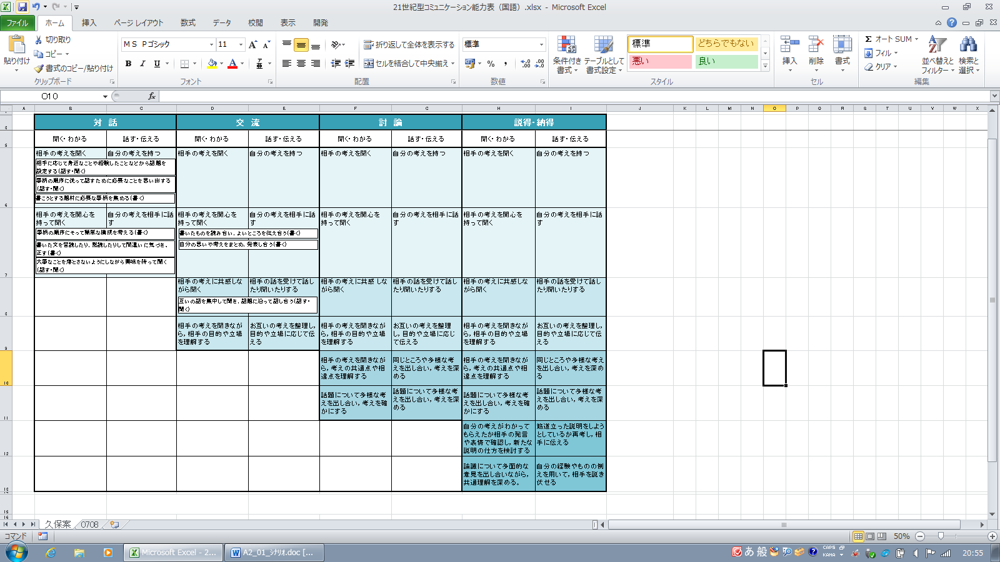 21世紀型コミュニケーション能力表（国語）.xlsx - Microsoft Excel
ファイル ホーム 挿入 ページ レイアウト 数式 データ 校閲 表示 開発
貼り付け
切り取り
コピー
書式のコピー/貼り付け
クリップボード
ＭＳ Ｐゴシック 11
B I U
フォント
折り返して全体を表示する
セルを結合して中央揃え
配置
標準
数値
条件付き書式
テーブルとして書式設定
標準 どちらでもない
悪い 良い
スタイル
挿入 削除 書式
セル
Σ オート SUM
フィル
クリア
並べ替えとフィルター
検索と選択
編集
O10 fx
A B C D E F G H I J K L M N O P Q R S T U V W X
対 話 交 流 討 論 説得・納得
聞く・わかる 話す・伝える 聞く・わかる 話す・伝える 聞く・わかる 話す・伝える 聞く・わかる 話す・伝える
相手の考えを聞く 自分の考えを持つ 相手の考えを聞く 自分の考えを持つ 相手の考えを聞く 自分の考えを持つ 相手の考えを聞く 自分の考えを持つ
相手に応じて身近なことや経験したことなどから話題を
設定する(話す・聞く)
事柄の順序に従って話すために必要なことを思い出す
(話す・聞く)
書こうとする題材に必要な事柄を集める(書く)
相手の考えを関心を持って聞く 自分の考えを相手に話す 相手の考えを関心を持って聞く 自分の考えを相手に話す 相手の考えを関心を持って聞く 自分の考えを相手に話す 相手の考えを関心を持って聞く 自分の考えを相手に話す
事柄の順序にそって簡単な構成を考える(書く)
書いた文を音読したり、黙読したりして間違いに気づき、
正す(書く)
大事なことを落とさないようにしながら興味を持って聞く
(話す・聞く)
書いたものを読み合い、よいところを伝え合う(書く)
自分の思いや考えをまとめ、発表し合う(書く)
相手の考えに共感しながら聞く 相手の話を受けて話したり聞いたりする 相手の考えに共感しながら聞く 相手の話を受けて話したり聞いたりする 相手の考えに共感しながら聞く 相手の話を受けて話したり聞いたりする
互いの話を集中して聞き、話題に沿って話し合う(話す・
聞く)
相手の考えを聞きながら，相手の目的や立場を理解する お互いの考えを整理し，目的や立場に応じて伝える 相手の考えを聞きながら，相手の目的や立場を理解する お互いの考えを整理し，目的や立場に応じて伝える 相手の考えを聞きながら，相手の目的や立場を理解する お互いの考えを整理し，目的や立場に応じて伝える
相手の考えを聞きながら，考えの共通点や相違点を理解する 同じところや多様な考えを出し合い，考えを深める 相手の考えを聞きながら，考えの共通点や相違点を理解する 同じところや多様な考えを出し合い，考えを深める
話題について多様な考えを出し合い，考えを確かにする 話題について多様な考えを出し合い，考えを深める 話題について多様な考えを出し合い，考えを確かにする 話題について多様な考えを出し合い，考えを深める
自分の考えがわかってもらえたか相手の発言や表情で確認し，新たな説明の仕方を検討する 筋道立った説明をしようとしているか再考し，相手に伝える
論議について多面的な意見を出し合いながら，共通理解を深める。 自分の経験やものの例えを用いて，相手を説き伏せる
5
6
7
8
9
10
11
12
13
15
16
久保案 0708
コマンド 50%
Microsoft Excel - 2... A2_01_ｼﾅﾘｵ.doc [...
あ 般 CAPS KANA 20:55